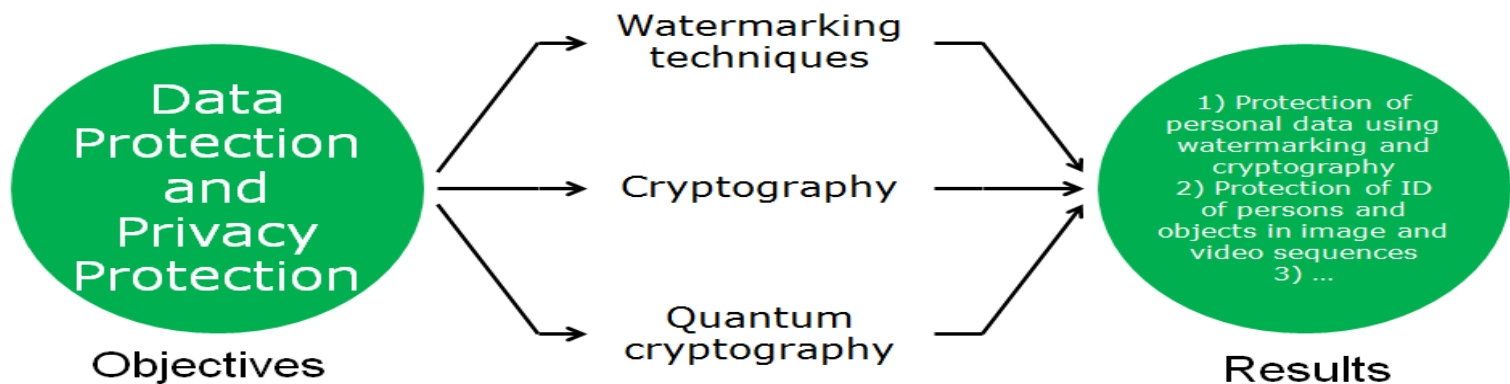 Data
Protection
and
Privacy
Protection
Objectives
Watermarking
techniques
Cryptography
Quantum
cryptography
1) Protection of
personal data using
watermarking and
cryptography
2) Protection of ID
of persons and
objects in image and
video sequences
3) ...
Results